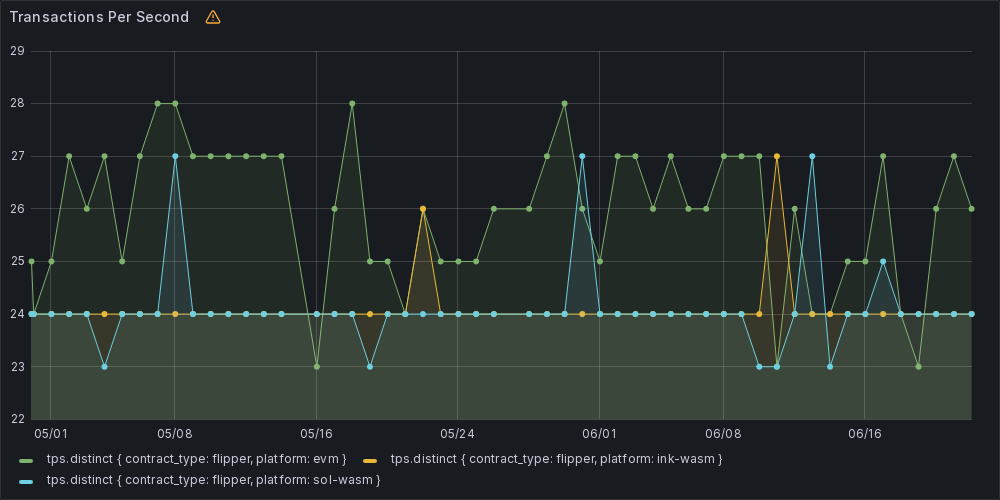 Transactions Per Second
29
28
27
26
25
24
23
22
05/01 05/08 05/16 05/24 06/01 06/08 06/16
tps.distinct { contract_type: flipper, platform: evm } tps.distinct { contract_type: flipper, platform: ink-wasm }
tps.distinct { contract_type: flipper, platform: sol-wasm }